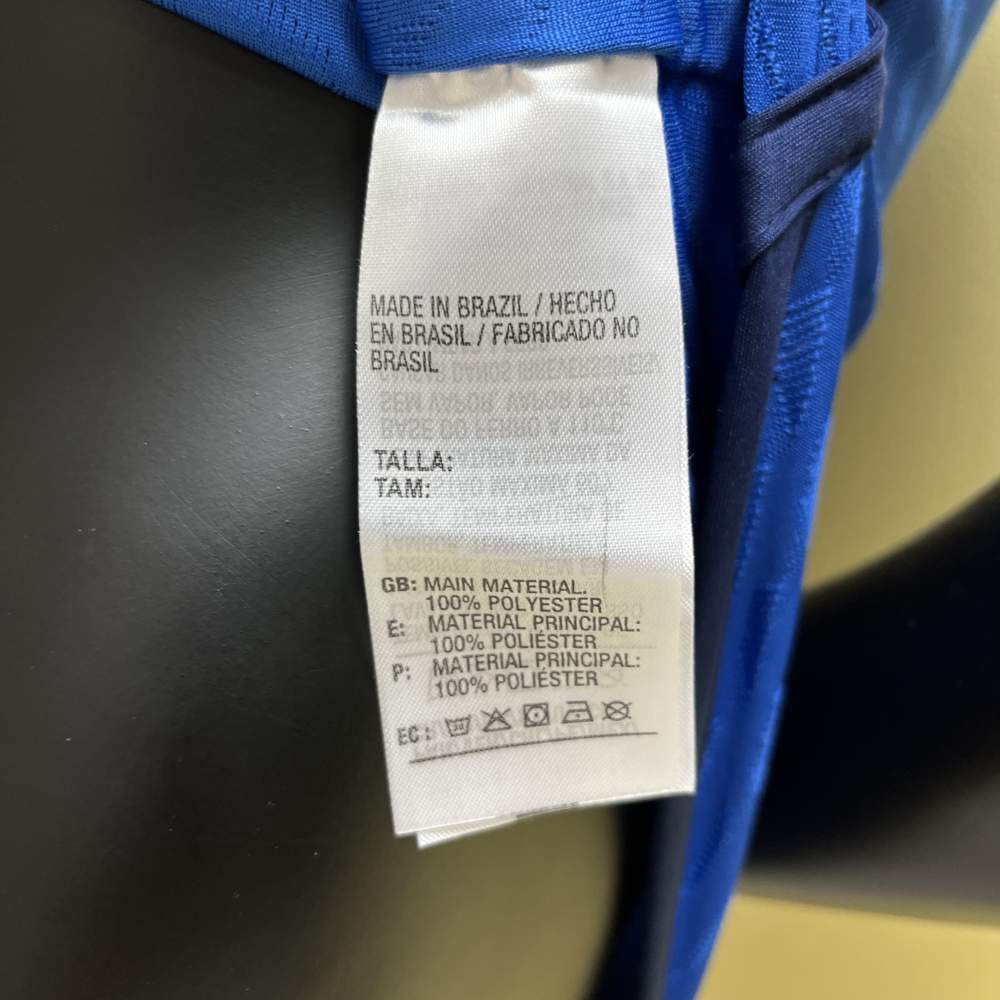 MADE IN BRAZIL / HECHO
EN BRASIL / FABRICADO NO
BRASIL
TALLA:
TAM:
GB: MAIN MATERIAL.
100% POLYESTER
E: MATERIAL PRINCIPAL:
100% POLIÉSTER
P: MATERIAL PRINCIPAL:
100% POLIÉSTER
EC: